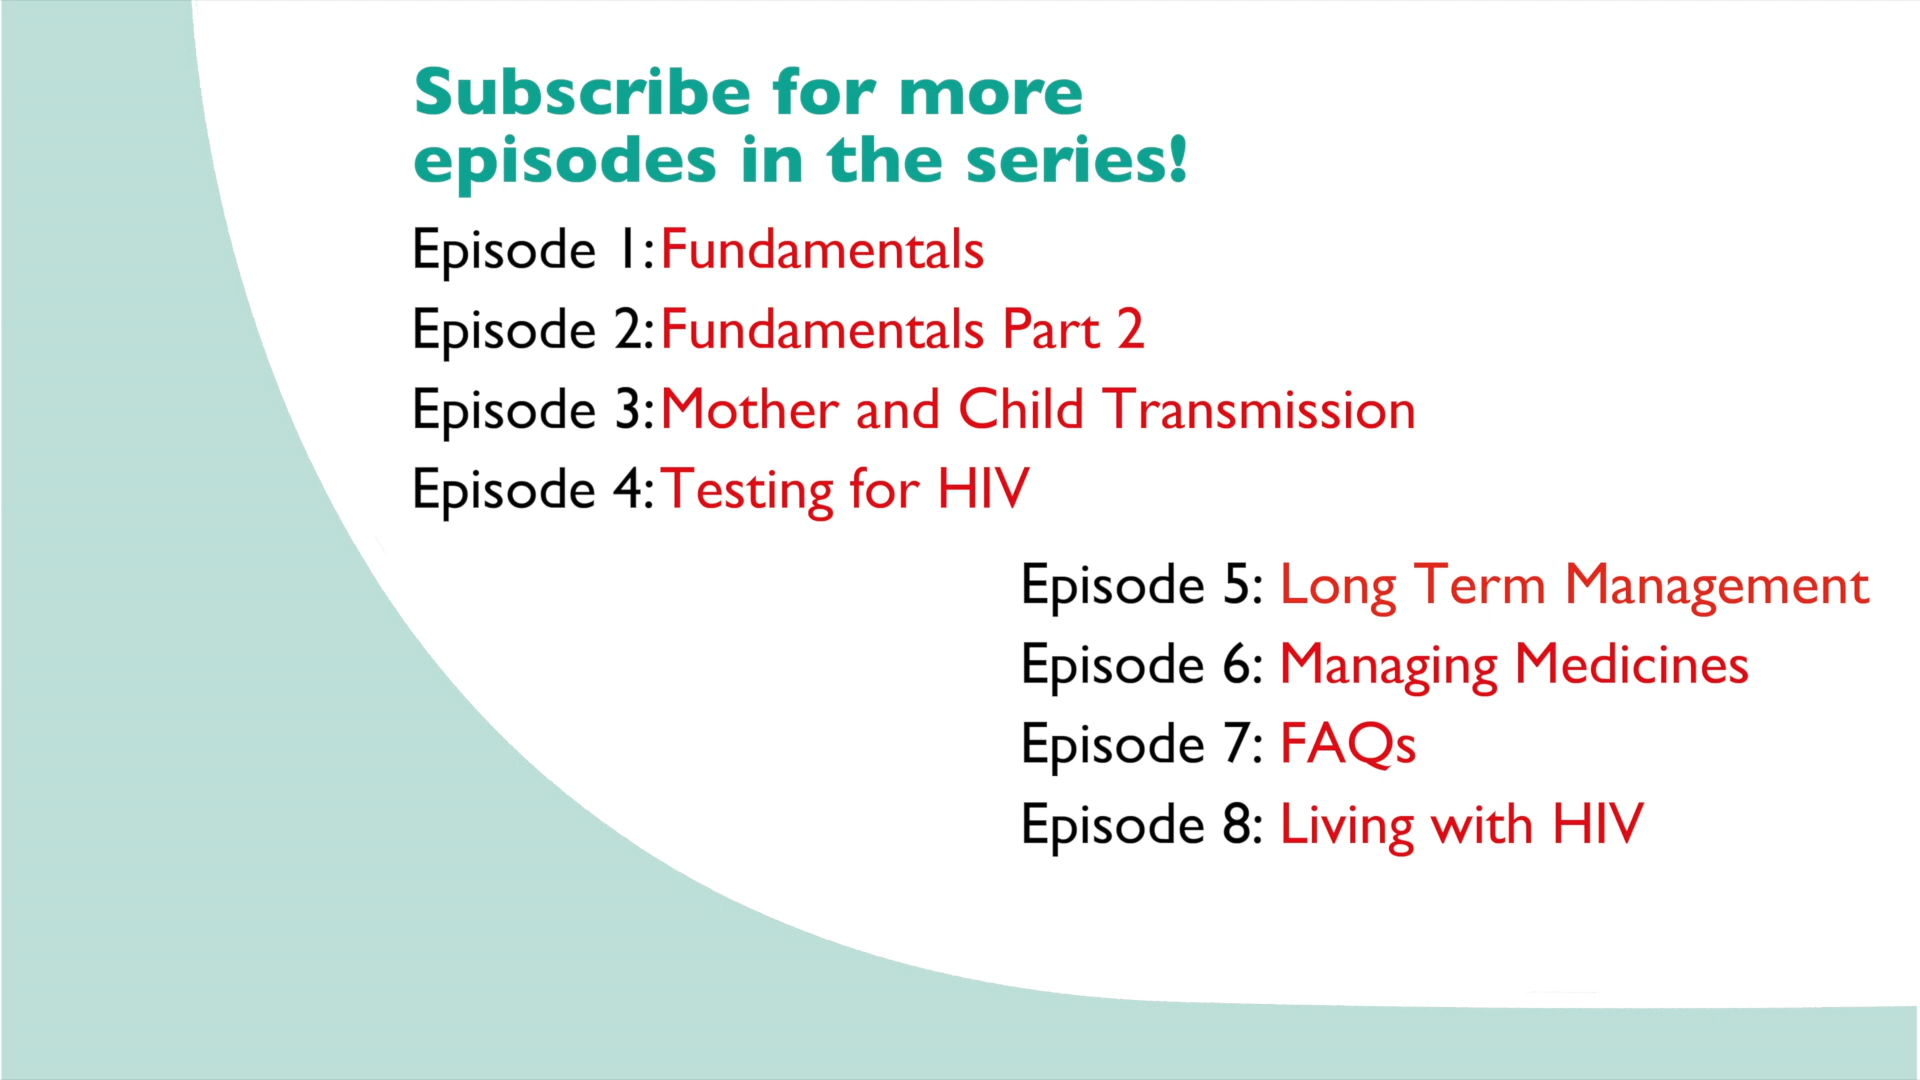 Subscribe for more
episodes in the series!
Episode 1: Fundamentals
Episode 2: Fundamentals Part 2
Episode 3: Mother and Child Transmission
Episode 4: Testing for HIV
Episode 5: Long Term Management
Episode 6: Managing Medicines
Episode 7: FAQs
Episode 8: Living with HIV